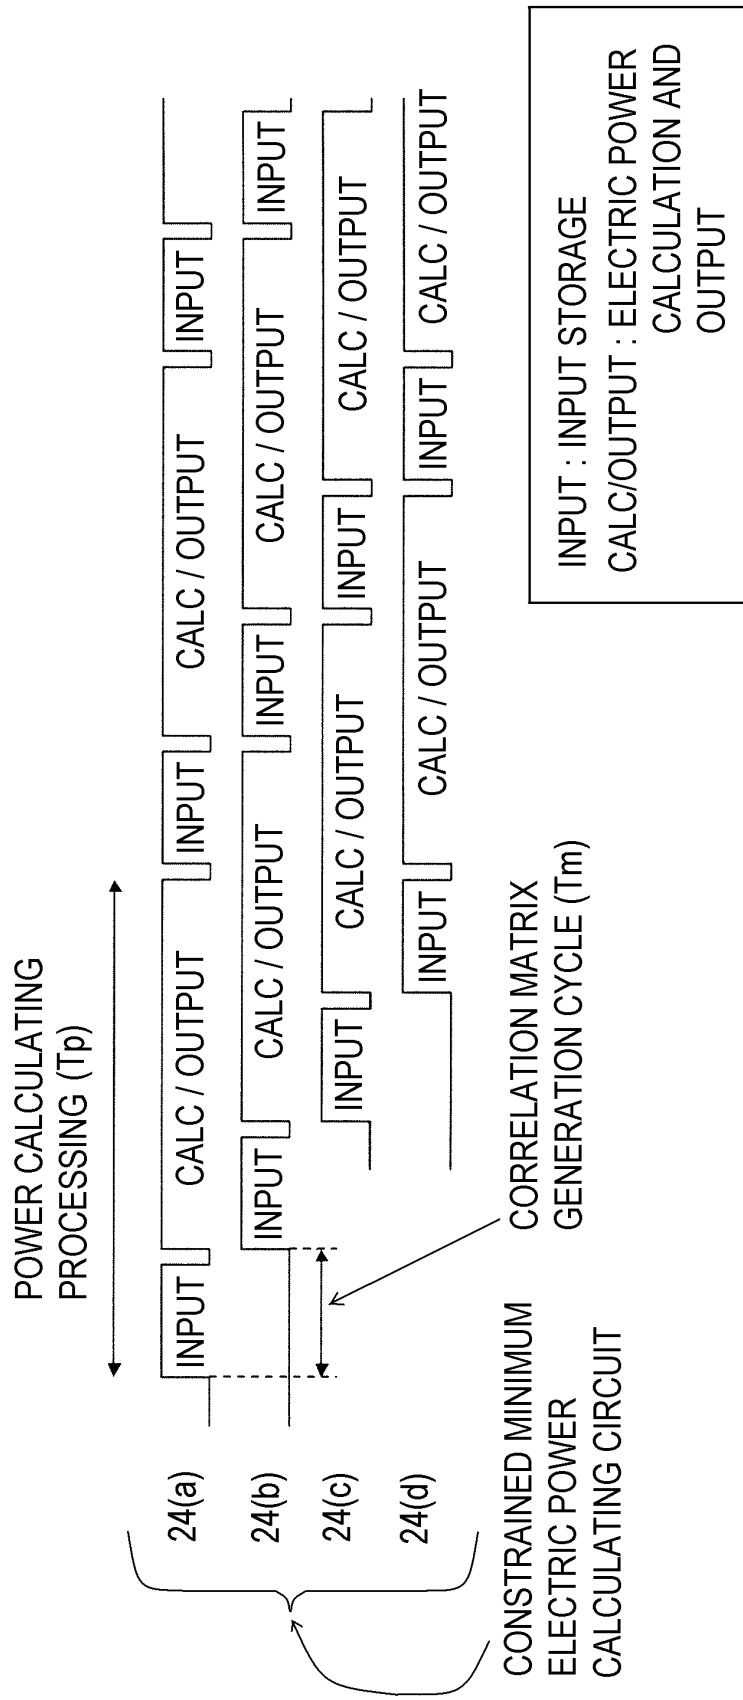 POWER CALCULATING
PROCESSING (Tp)
24(a) INPUT CALC / OUTPUT INPUT CALC / OUTPUT INPUT
24(b) INPUT CALC / OUTPUT INPUT CALC / OUTPUT INPUT
24(c) INPUT CALC / OUTPUT INPUT CALC / OUTPUT
24(d) INPUT CALC / OUTPUT INPUT CALC / OUTPUT
CONSTRAINED MINIMUM
ELECTRIC POWER
CALCULATING CIRCUIT
CORRELATION MATRIX
GENERATION CYCLE (Tm)
INPUT : INPUT STORAGE
CALC/OUTPUT : ELECTRIC POWER
CALCULATION AND
OUTPUT